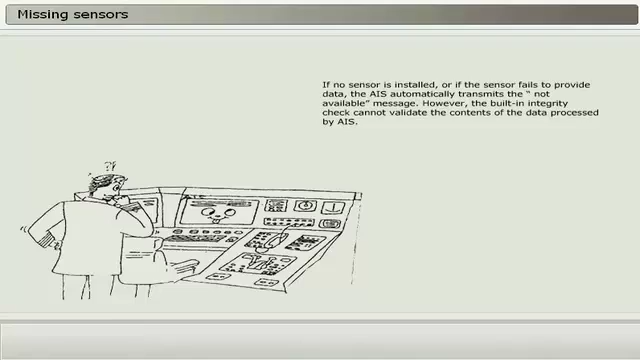 Missing sensors
If no sensor is installed, or if the sensor fails to provide
data, the AIS automatically transmits the “ not
available” message. However, the built-in integrity
check cannot validate the contents of the data processed
by AIS.
?!